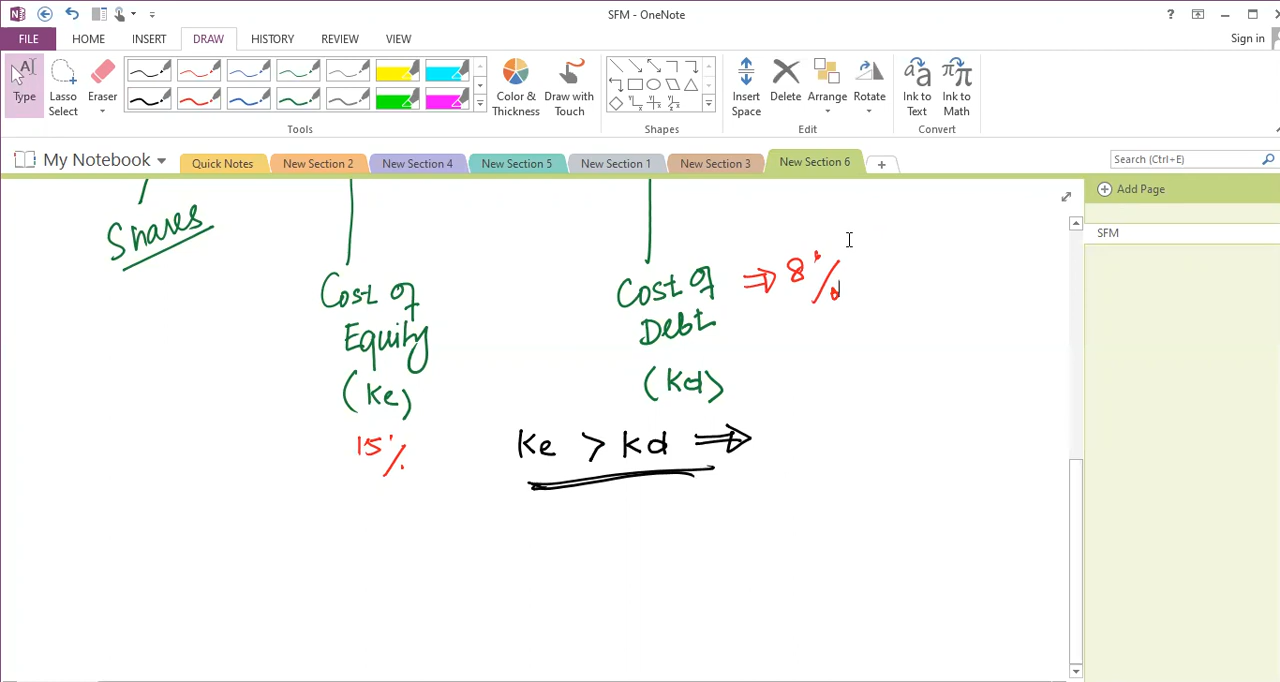 SFM - OneNote
?
Sign in
FILE
HOME
INSERT
DRAW
HISTORY
REVIEW
VIEW
Type
Lasso Select
Eraser
Color & Thickness
Draw with Touch
Insert Space
Delete
Arrange
Rotate
Ink to Text
Ink to Math
Tools
Shapes
Edit
Convert
My Notebook
Quick Notes
New Section 2
New Section 4
New Section 5
New Section 1
New Section 3
New Section 6
Search (Ctrl+E)
Add Page
SFM
Shares
Cost of
Equity
(Ke)
15%
Cost of
Debt
(Kd)
⇒ 8%
Ke > Kd ⇒